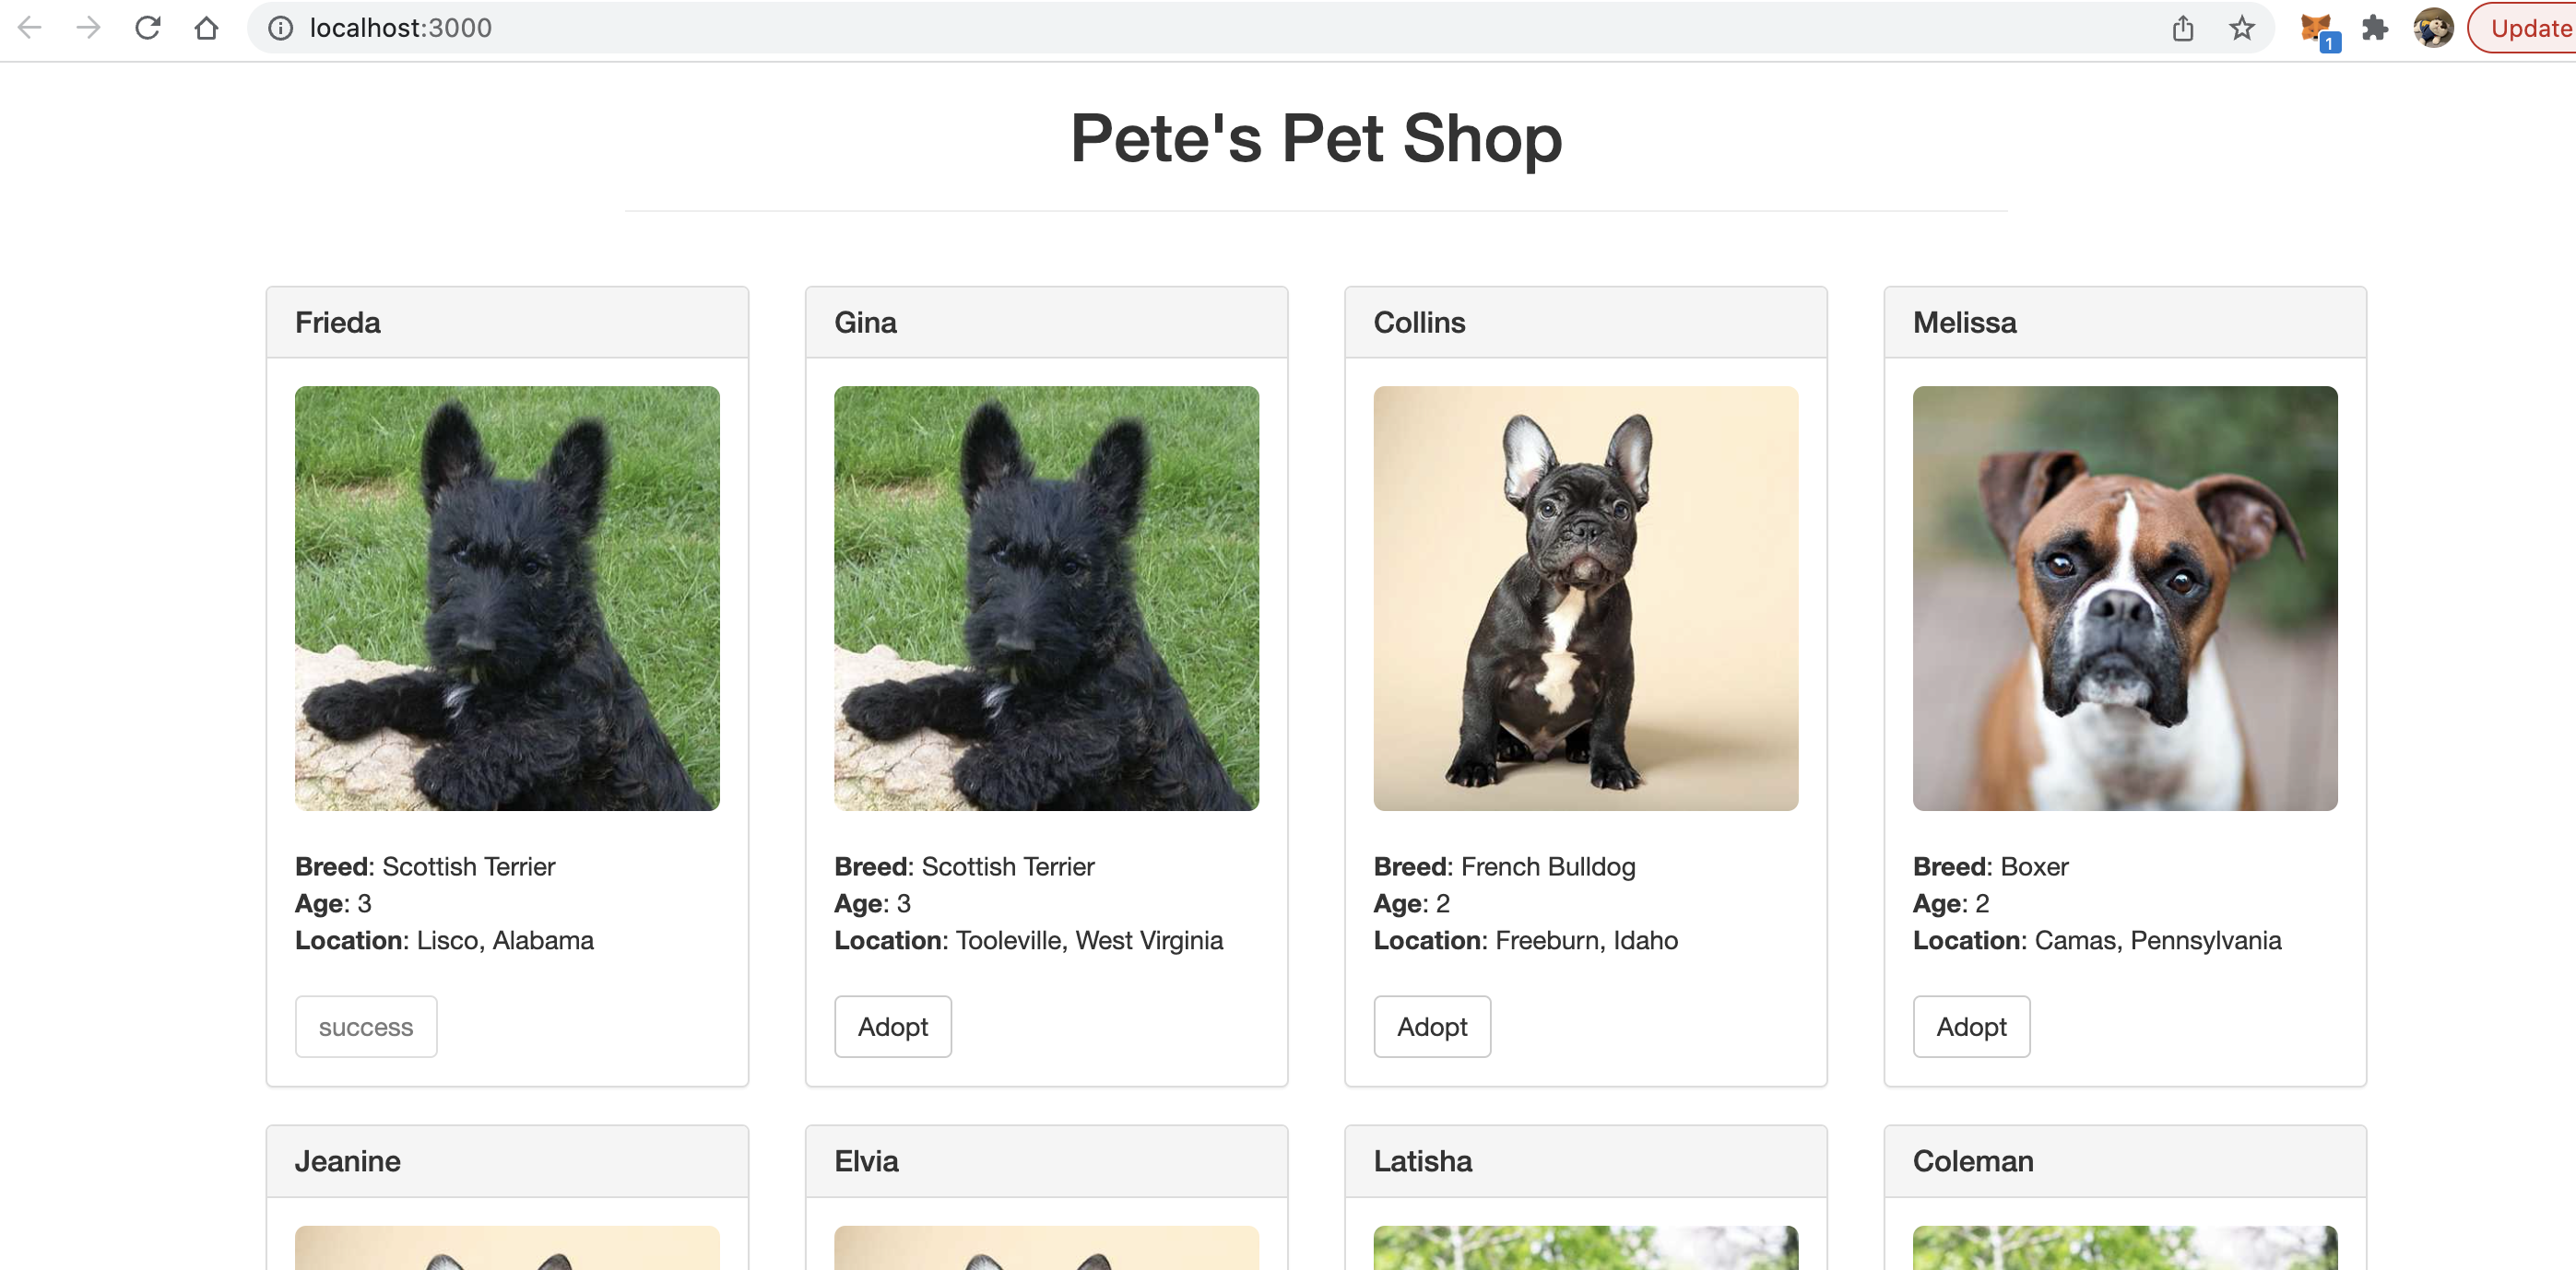 localhost:3000
1
Update
Pete's Pet Shop
Frieda
Gina
Collins
Melissa
Breed: Scottish Terrier
Age: 3
Location: Lisco, Alabama
success
Breed: Scottish Terrier
Age: 3
Location: Tooleville, West Virginia
Adopt
Breed: French Bulldog
Age: 2
Location: Freeburn, Idaho
Adopt
Breed: Boxer
Age: 2
Location: Camas, Pennsylvania
Adopt
Jeanine
Elvia
Latisha
Coleman